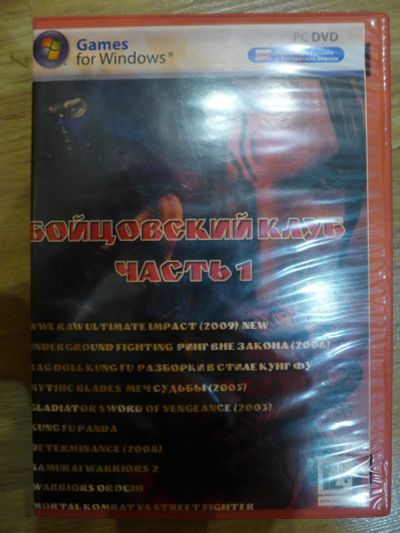 Games
for Windows®
PC DVD
БОЙЦОВСКИЙ КЛУБ
ЧАСТЬ 1
WWE RAW ULTIMATE IMPACT (2009) NEW
UNDERGROUND FIGHTING РИНГ ВНЕ ЗАКОНА (2006)
RAG DOLL KUNG FU РАЗБОРКИ В СТИЛЕ КУНГ ФУ
MYTHIC BLADES МЕЧ СУДЬБЫ (2005)
GLADIATOR SWORD OF VENGEANCE (2003)
KUNG FU PANDA
DETERMINANCE (2008)
SAMURAI WARRIORS 2
WARRIORS OROCHI
MORTAL KOMBAT VS STREET FIGHTER